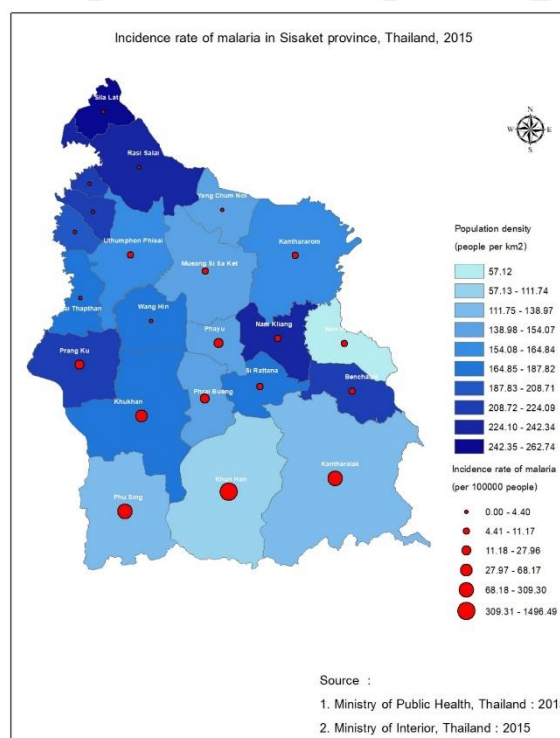 Incidence rate of malaria in Sisaket province, Thailand, 2015
N
W E
S
Sila Lat
Rasi Salai
Yang Chum Noi
Uthumphon Phisai
Kanthararom
Mueang Si Sa Ket
Thapthan
Wang Hin
Phayu
Nam Kliang
Prang Ku
Si Rattana
Benchalak
Phrai Bueng
Khukhan
Kantharalak
Khun Han
Phu Sing
Population density
(people per km2)
57.12
57.13 - 111.74
111.75 - 138.97
138.98 - 154.07
154.08 - 164.84
164.85 - 187.82
187.83 - 208.71
208.72 - 224.09
224.10 - 242.34
242.35 - 262.74
Incidence rate of malaria
(per 100000 people)
0.00 - 4.40
4.41 - 11.17
11.18 - 27.96
27.97 - 68.17
68.18 - 309.30
309.31 - 1496.49
Source :
1. Ministry of Public Health, Thailand : 201
2. Ministry of Interior, Thailand : 2015